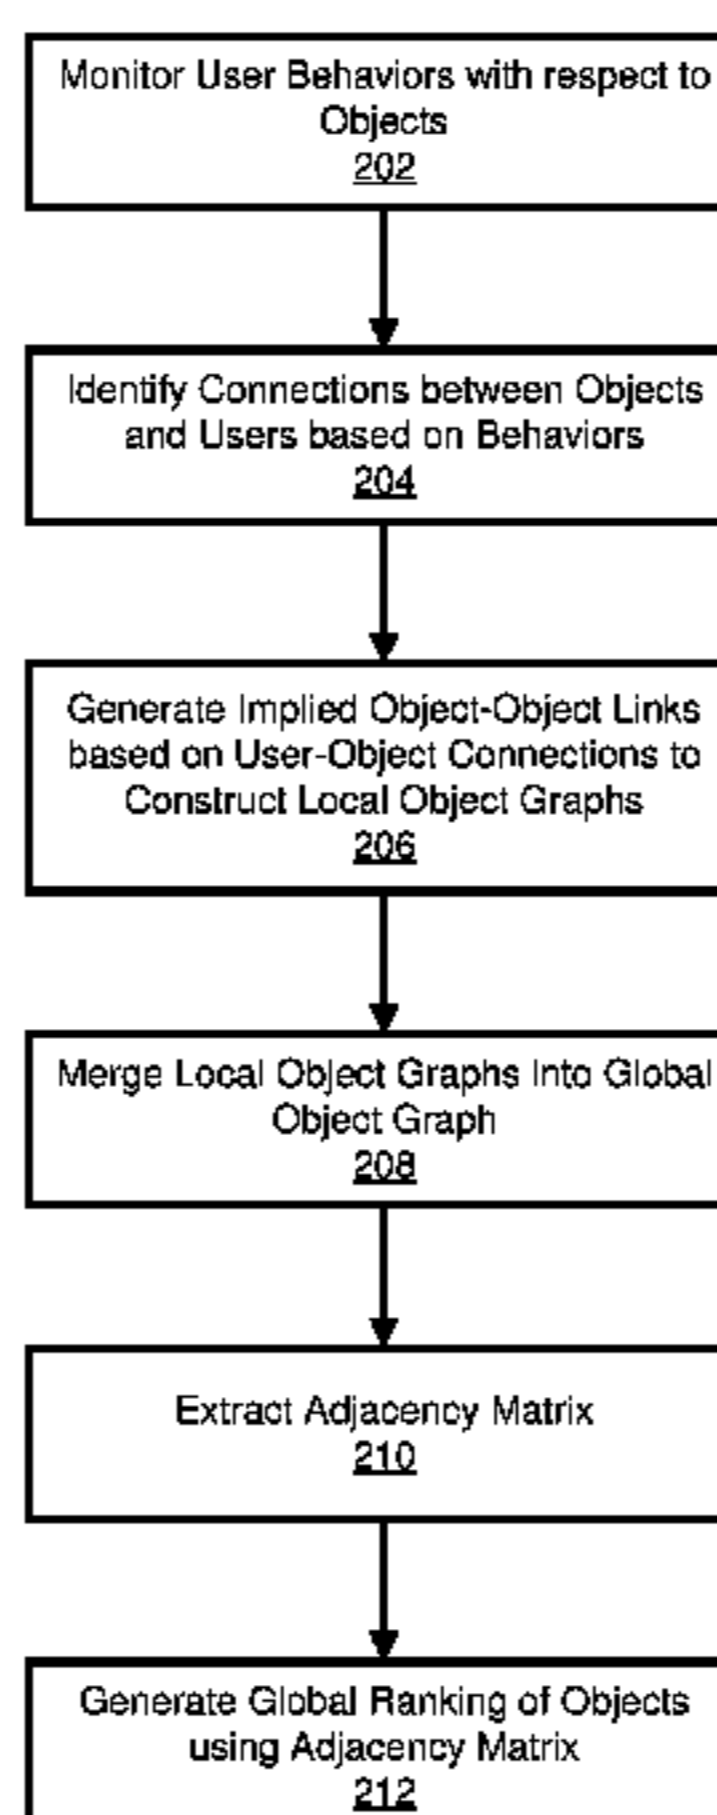 Monitor User Behaviors with respect to
Objects
202
Identify Connections between Objects
and Users based on Behaviors
204
Generate Implied Object-Object Links
based on User-Object Connections to
Construct Local Object Graphs
206
Merge Local Object Graphs Into Global
Object Graph
208
Extract Adjacency Matrix
210
Generate Global Ranking of Objects
using Adjacency Matrix
212